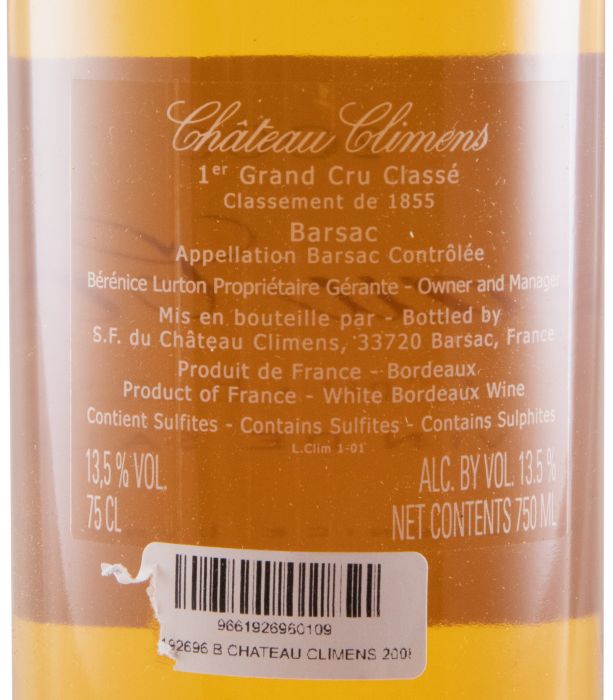 Château Climens
1er Grand Cru Classé
Classement de 1855
Barsac
Appellation Barsac Contrôlée
Bérénice Lurton Propriétaire Gérante - Owner and Manager
Mis en bouteille par - Bottled by
S.F. du Château Climens, 33720 Barsac, France
Produit de France - Bordeaux
Product of France - White Bordeaux Wine
Contient Sulfites - Contains Sulfites - Contains Sulphites
L.Clim 1-01
13,5 % VOL. ALC. BY VOL. 13.5 %
75 CL NET CONTENTS 750 ML
9661926960109
192696 B CHATEAU CLIMENS 2008